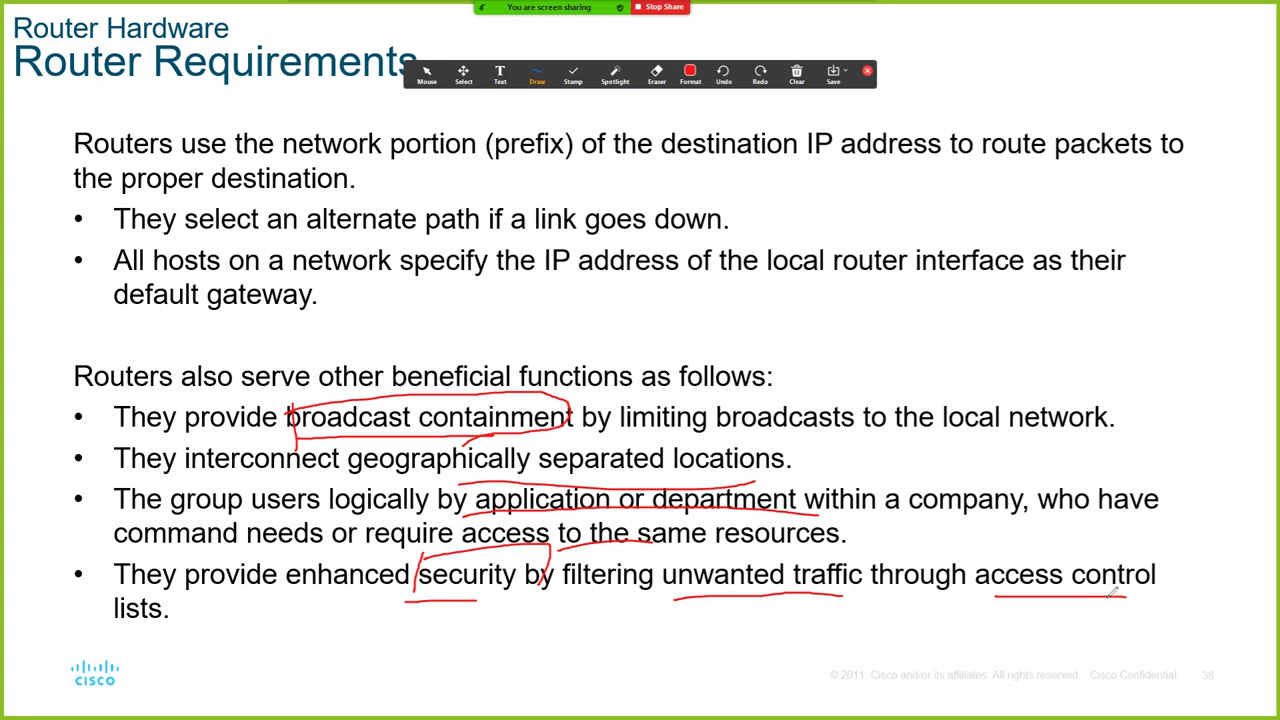 You are screen sharing
Stop Share
Router Hardware
Router Requirements
Mouse Select Text Draw Stamp Spotlight Eraser Format Undo Redo Clear Save
Routers use the network portion (prefix) of the destination IP address to route packets to
the proper destination.
• They select an alternate path if a link goes down.
• All hosts on a network specify the IP address of the local router interface as their
default gateway.
Routers also serve other beneficial functions as follows:
• They provide broadcast containment by limiting broadcasts to the local network.
• They interconnect geographically separated locations.
• The group users logically by application or department within a company, who have
command needs or require access to the same resources.
• They provide enhanced security by filtering unwanted traffic through access control
lists.
CISCO
© 2011 Cisco and/or its affiliates. All rights reserved. Cisco Confidential 38